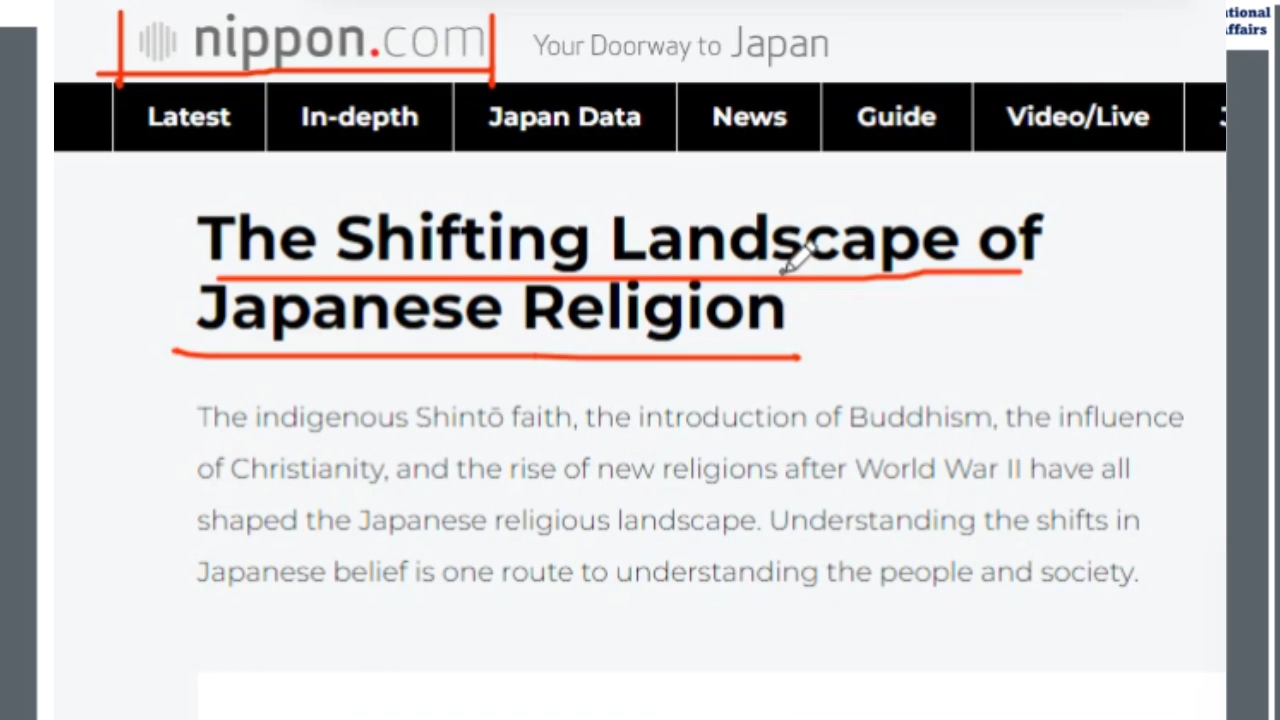 nippon.com Your Doorway to Japan
Latest In-depth Japan Data News Guide Video/Live
The Shifting Landscape of
Japanese Religion
The indigenous Shintō faith, the introduction of Buddhism, the influence
of Christianity, and the rise of new religions after World War II have all
shaped the Japanese religious landscape. Understanding the shifts in
Japanese belief is one route to understanding the people and society.